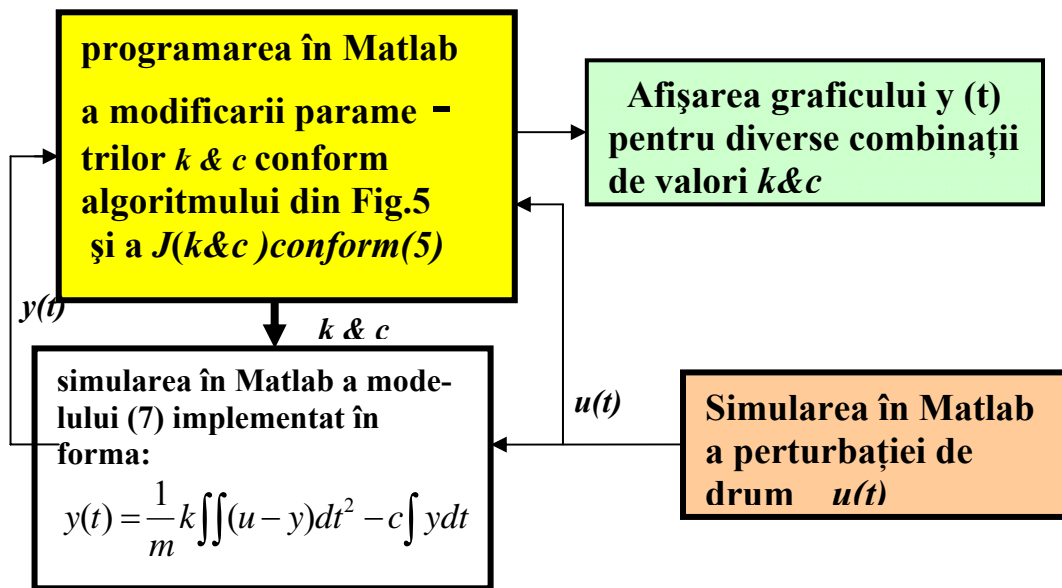 programarea în Matlab
a modificarii parame -
trilor k & c conform
algoritmului din Fig.5
şi a J(k&c )conform(5)
Afişarea graficului y (t)
pentru diverse combinații
de valori k&c
y(t)
k & c
simularea în Matlab a mode-
lului (7) implementat în
forma:
y(t) = \frac{1}{m} k ∬(u − y)dt² − c ∫ ydt
u(t)
Simularea în Matlab
a perturbației de
drum u(t)